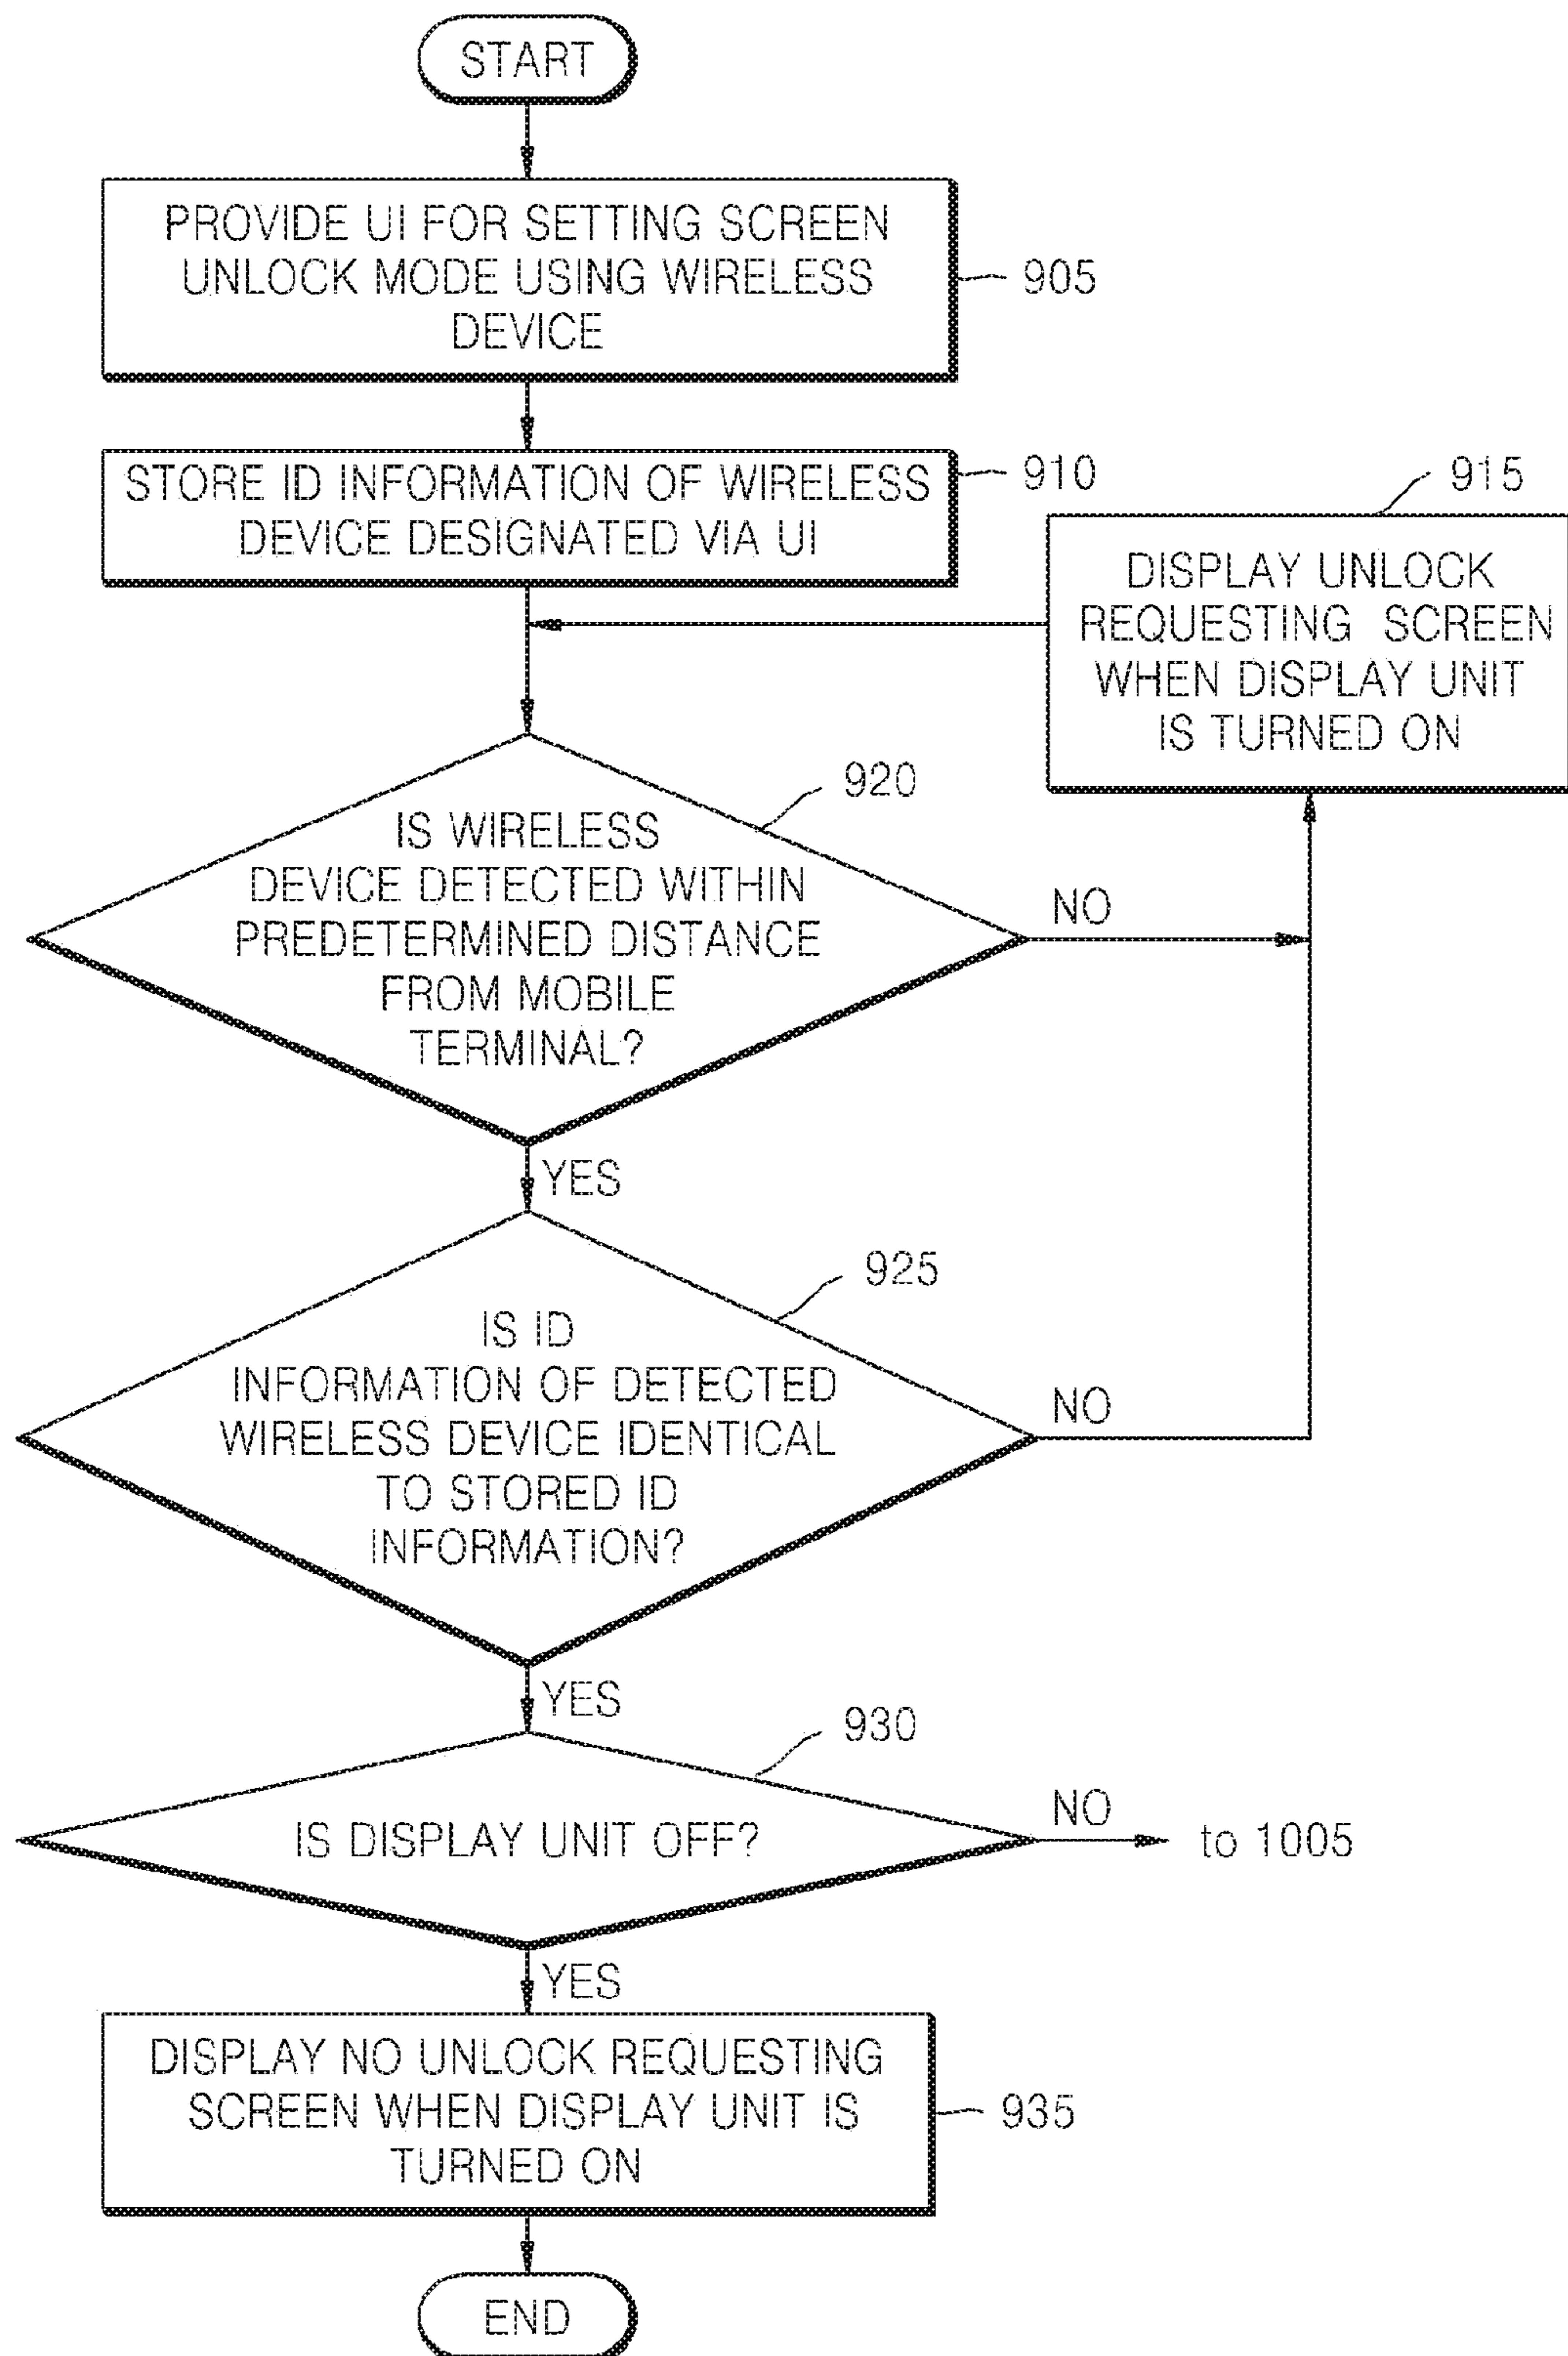 START
PROVIDE UI FOR SETTING SCREEN
UNLOCK MODE USING WIRELESS
DEVICE
905
STORE ID INFORMATION OF WIRELESS
DEVICE DESIGNATED VIA UI
910
915
DISPLAY UNLOCK
REQUESTING SCREEN
WHEN DISPLAY UNIT
IS TURNED ON
920
IS WIRELESS
DEVICE DETECTED WITHIN
PREDETERMINED DISTANCE
FROM MOBILE
TERMINAL?
NO
YES
925
IS ID
INFORMATION OF DETECTED
WIRELESS DEVICE IDENTICAL
TO STORED ID
INFORMATION?
NO
YES
930
IS DISPLAY UNIT OFF?
NO
to 1005
YES
DISPLAY NO UNLOCK REQUESTING
SCREEN WHEN DISPLAY UNIT IS
TURNED ON
935
END